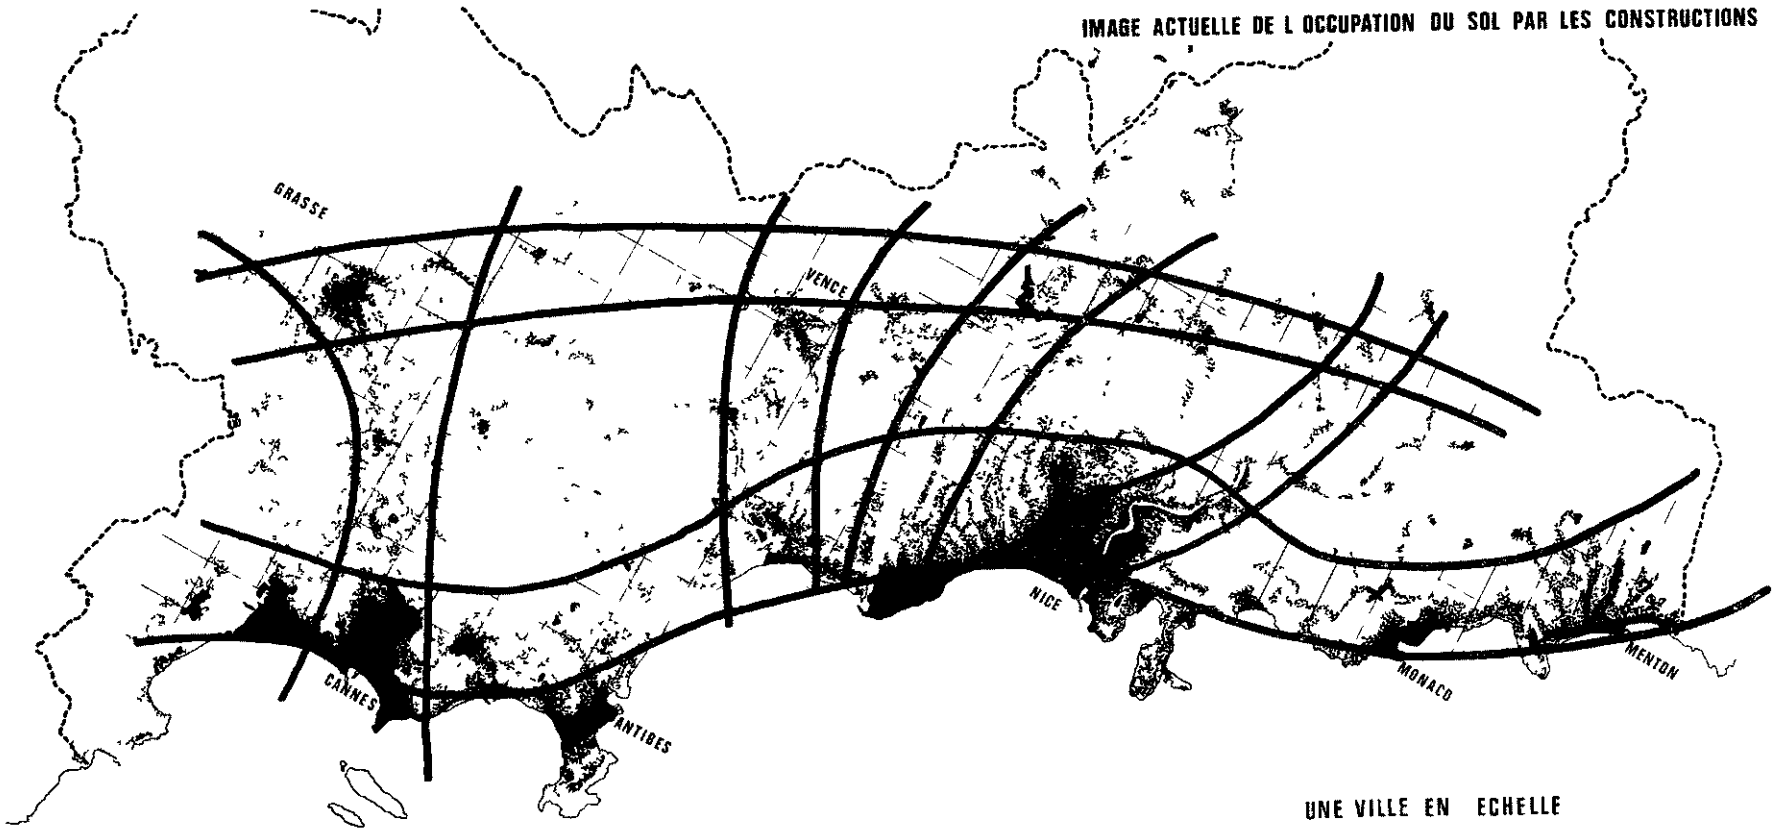 IMAGE ACTUELLE DE L OCCUPATION DU SOL PAR LES CONSTRUCTIONS
GRASSE
VENCE
NICE
CANNES
ANTIBES
MONACO
MENTON
UNE VILLE EN ECHELLE